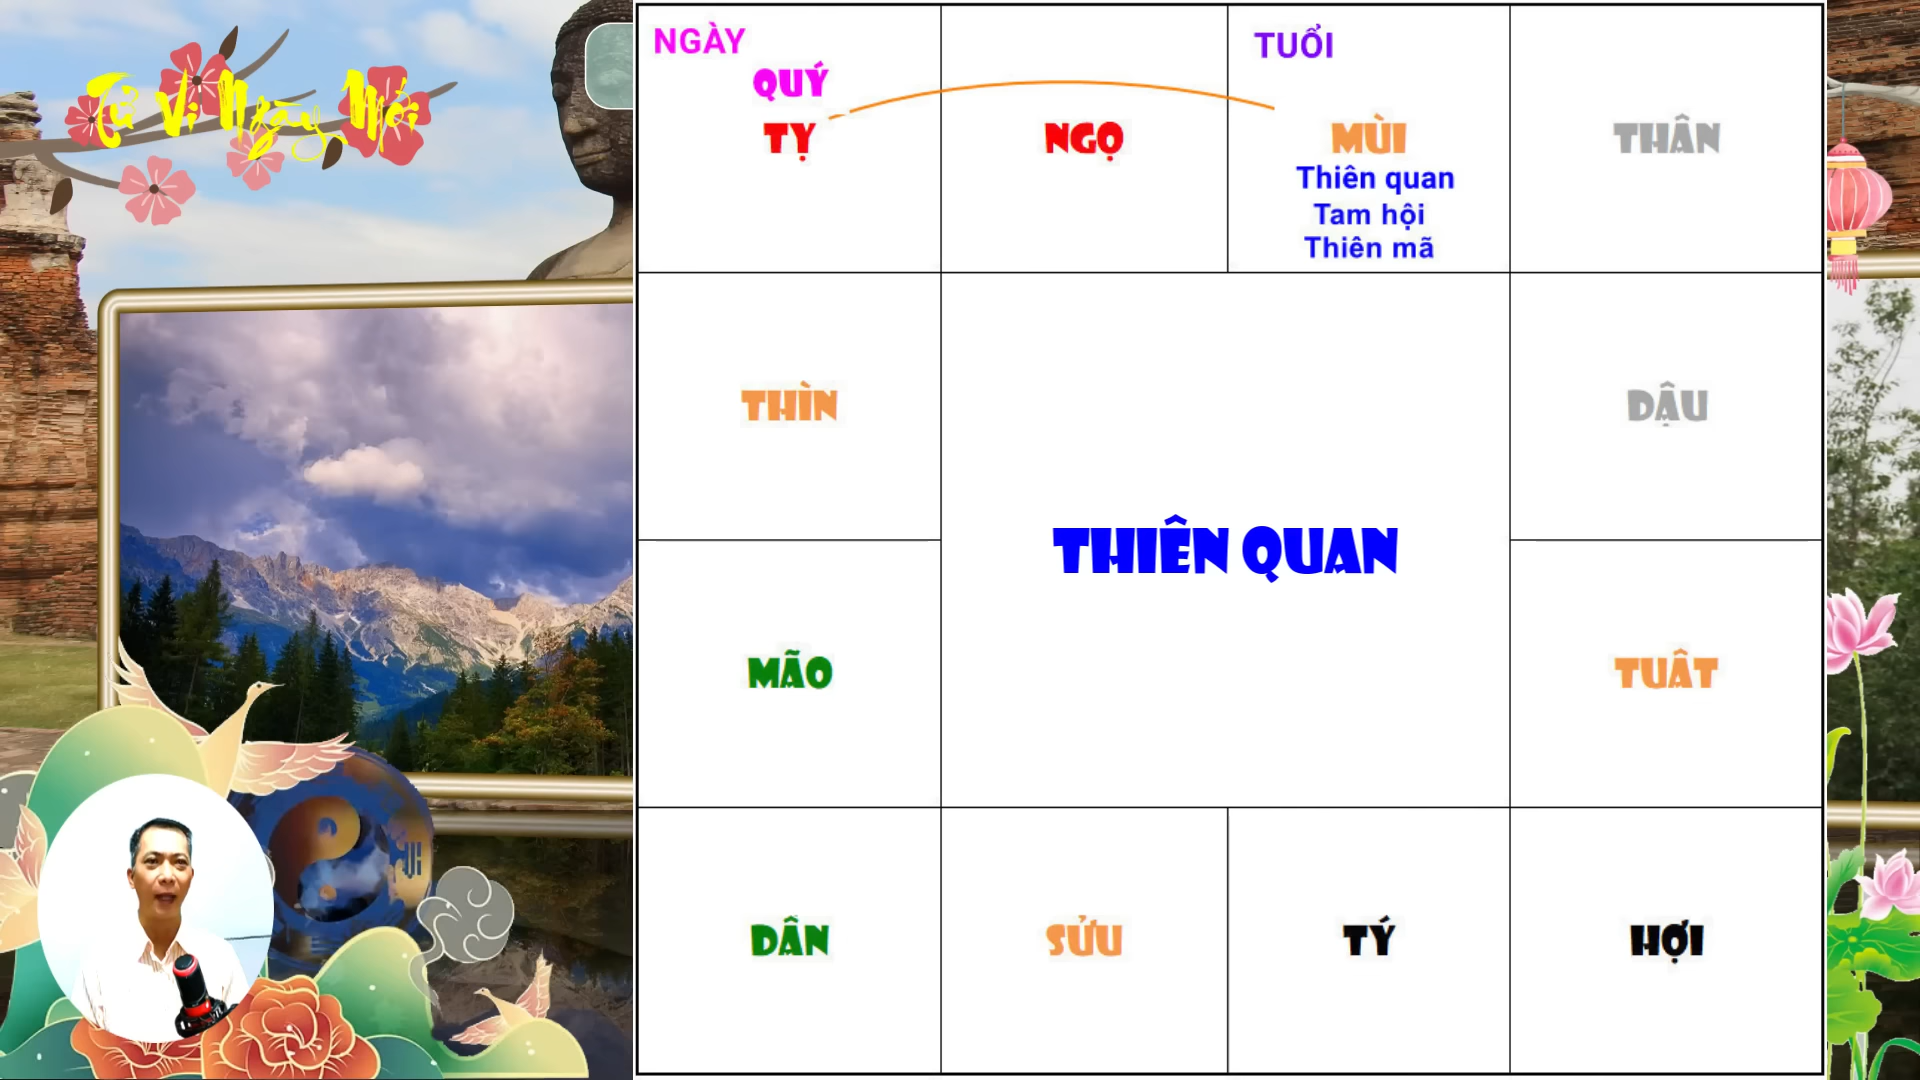 Tử Vi Ngày Mới
NGÀY
QUÝ
TỴ
NGỌ
TUỔI
MÙI
Thiên quan
Tam hội
Thiên mã
THÂN
THÌN
DẬU
THIÊN QUAN
MÃO
TUẤT
DẦN
SỬU
TÝ
HỢI